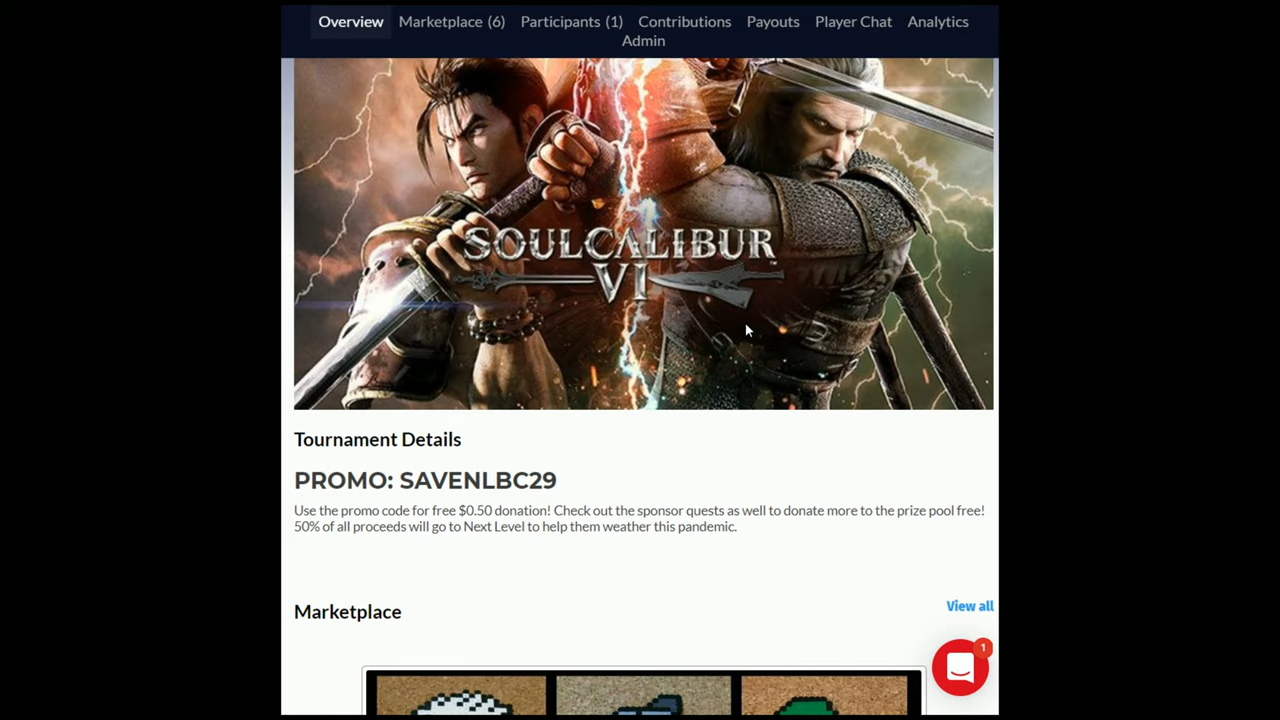 Overview Marketplace (6) Participants (1) Contributions Payouts Player Chat Analytics
Admin
SOULCALIBUR
VI
Tournament Details
PROMO: SAVENLBC29
Use the promo code for free $0.50 donation! Check out the sponsor quests as well to donate more to the prize pool free!
50% of all proceeds will go to Next Level to help them weather this pandemic.
Marketplace
View all
1